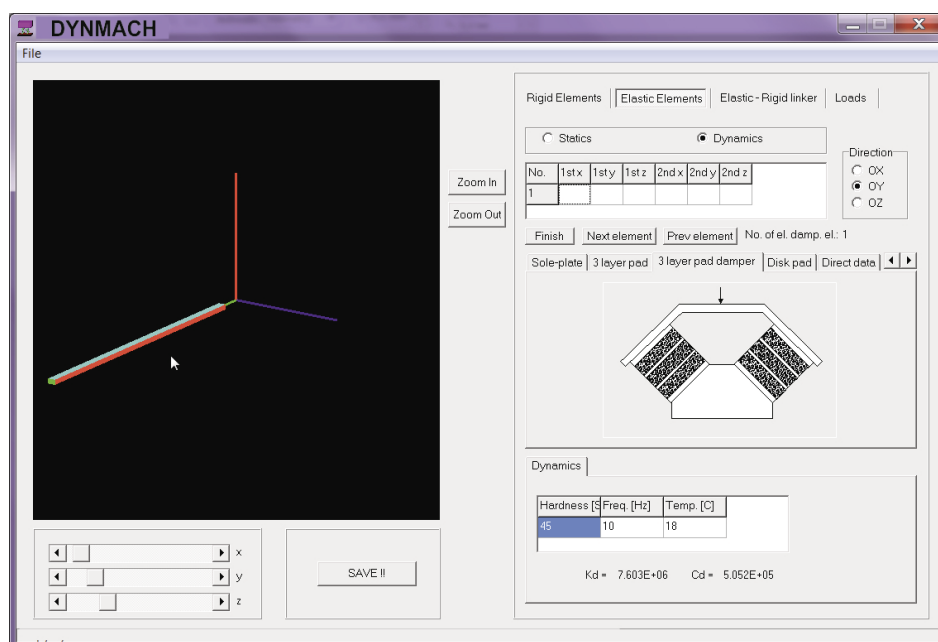 DYNMACH
File
Rigid Elements Elastic Elements Elastic - Rigid linker Loads
Statics Dynamics
Direction
OX
OY
OZ
No. 1st x 1st y 1st z 2nd x 2nd y 2nd z
1
Zoom In
Zoom Out
Finish Next element Prev element No. of el. damp. el.: 1
Sole-plate 3 layer pad 3 layer pad damper Disk pad Direct data
Dynamics
Hardness [S Freq. [Hz] Temp. [C]
45 10 18
Kd = 7.603E+06 Cd = 5.052E+05
x
y
z
SAVE !!